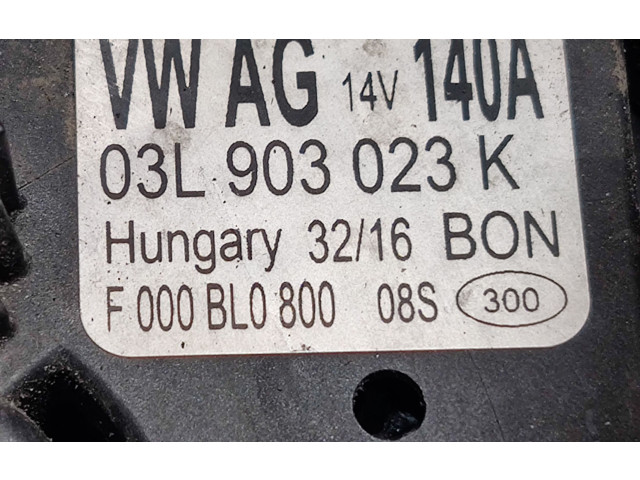 VW AG 14V 140A
03L 903 023 K
Hungary 32/16 BON
F 000 BL0 800 08S 300